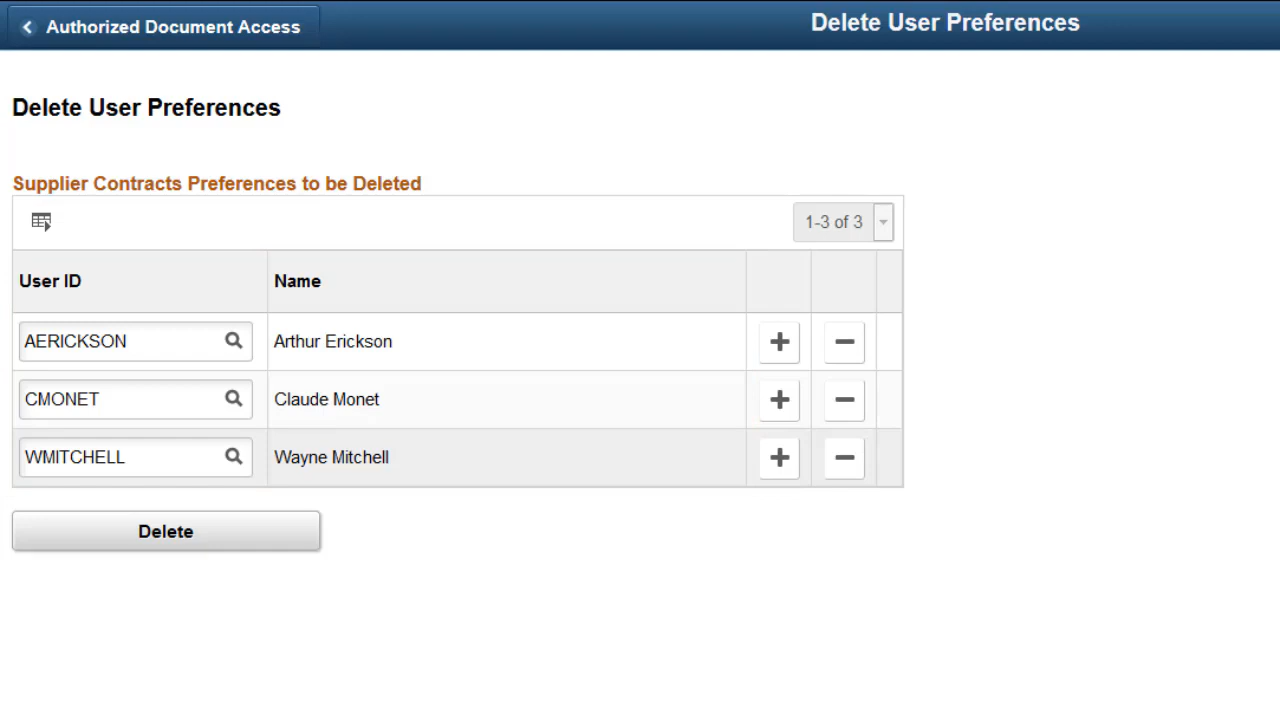 Authorized Document Access
Delete User Preferences
Delete User Preferences
Supplier Contracts Preferences to be Deleted
1-3 of 3
User ID Name
AERICKSON Arthur Erickson
CMONET Claude Monet
WMITCHELL Wayne Mitchell
Delete